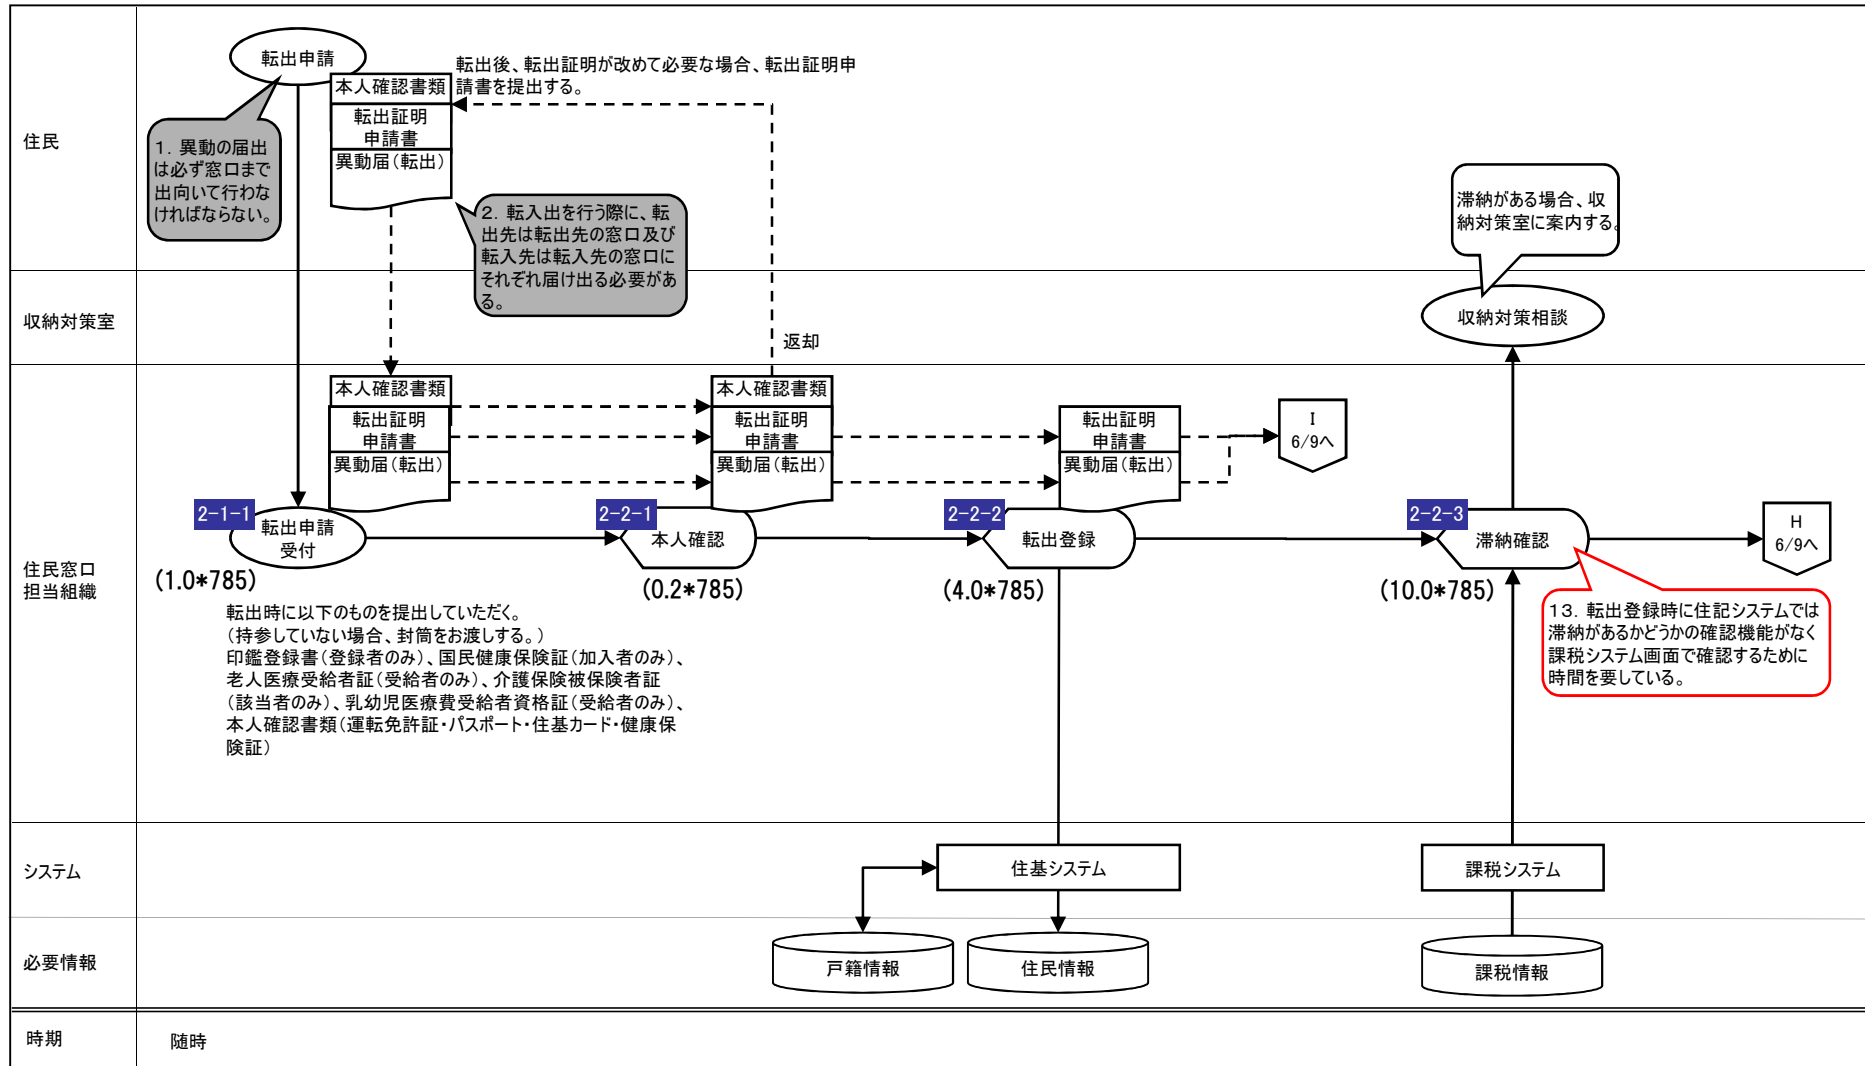 住民
転出申請
本人確認書類
転出証明
申請書
異動届（転出）
転出後、転出証明が改めて必要な場合、転出証明申
請書を提出する。
１．異動の届出
は必ず窓口まで
出向いて行わな
ければならない。
２．転入出を行う際に、転
出先は転出先の窓口及び
転入先は転入先の窓口に
それぞれ届け出る必要があ
る。
滞納がある場合、収
納対策室に案内する。
収納対策室
返却
収納対策相談
住民窓口
担当組織
本人確認書類
転出証明
申請書
異動届（転出）
本人確認書類
転出証明
申請書
異動届（転出）
転出証明
申請書
異動届（転出）
I
6/9へ
2-1-1
転出申請
受付
(1.0*785)
2-2-1
本人確認
(0.2*785)
2-2-2
転出登録
(4.0*785)
2-2-3
滞納確認
(10.0*785)
H
6/9へ
転出時に以下のものを提出していただく。
（持参していない場合、封筒をお渡しする。）
印鑑登録書（登録者のみ）、国民健康保険証（加入者のみ）、
老人医療受給者証（受給者のみ）、介護保険被保険者証
（該当者のみ）、乳幼児医療費受給者資格証（受給者のみ）、
本人確認書類（運転免許証・パスポート・住基カード・健康保
険証）
１３．転出登録時に住記システムでは
滞納があるかどうかの確認機能がなく
課税システム画面で確認するために
時間を要している。
システム
住基システム
課税システム
必要情報
戸籍情報
住民情報
課税情報
時期
随時